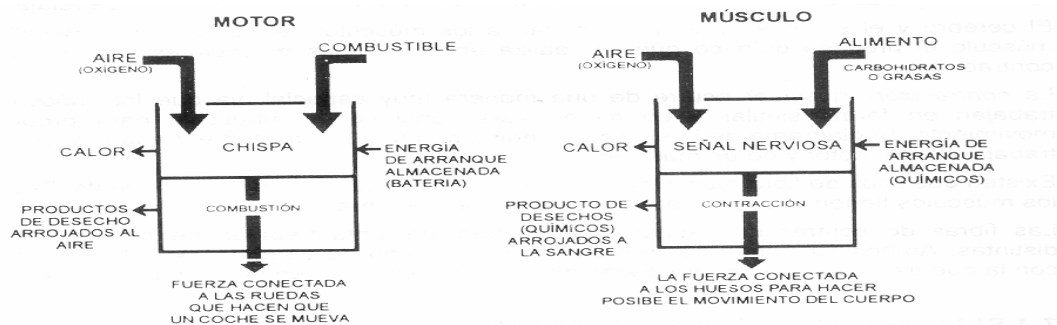 MOTOR
AIRE
(OXÍGENO)
COMBUSTIBLE
CHISPA
CALOR
ENERGÍA
DE ARRANQUE
ALMACENADA
(BATERIA)
COMBUSTIÓN
PRODUCTOS
DE DESECHO
ARROJADOS AL
AIRE
FUERZA CONECTADA
A LAS RUEDAS
QUE HACEN QUE
UN COCHE SE MUEVA
MÚSCULO
AIRE
(OXÍGENO)
ALIMENTO
CARBOHIDRATOS
O GRASAS
SEÑAL NERVIOSA
CALOR
ENERGÍA DE
ARRANQUE
ALMACENADA
(QUÍMICOS)
CONTRACCIÓN
PRODUCTO DE
DESECHOS
(QUÍMICOS)
ARROJADOS A
LA SANGRE
LA FUERZA CONECTADA
A LOS HUESOS PARA HACER
POSIBE EL MOVIMIENTO DEL CUERPO